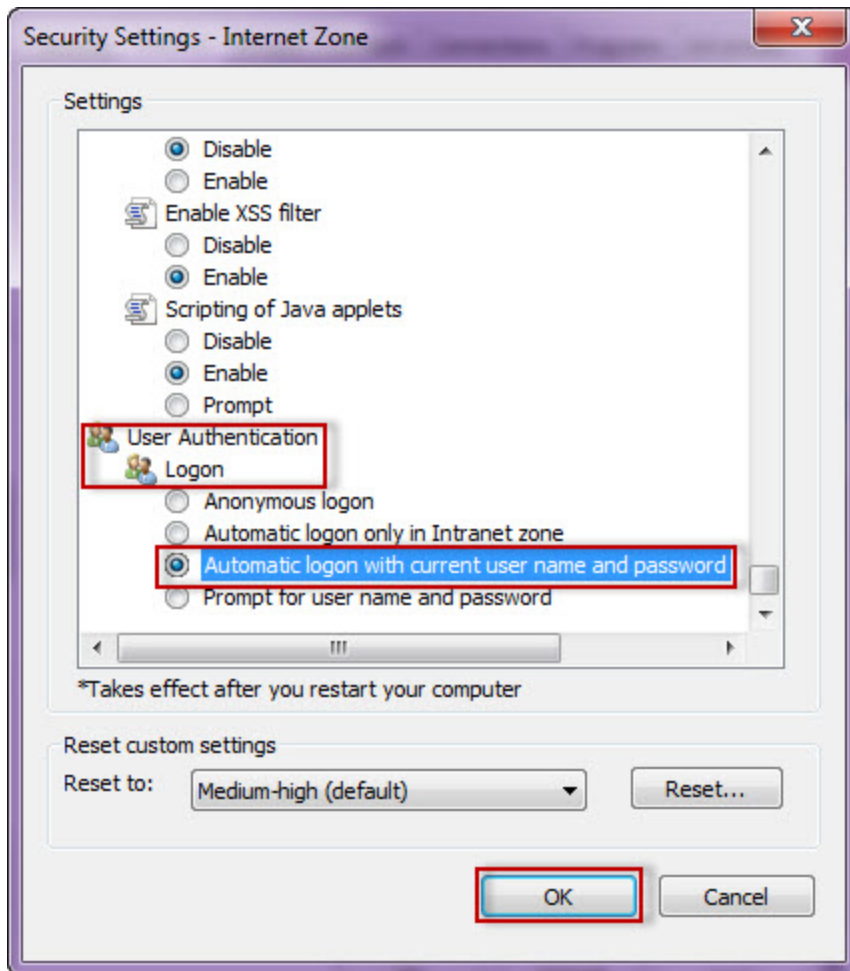 Security Settings - Internet Zone
Settings
Disable
Enable
Enable XSS filter
Disable
Enable
Scripting of Java applets
Disable
Enable
Prompt
User Authentication
Logon
Anonymous logon
Automatic logon only in Intranet zone
Automatic logon with current user name and password
Prompt for user name and password
*Takes effect after you restart your computer
Reset custom settings
Reset to: Medium-high (default) Reset...
OK Cancel